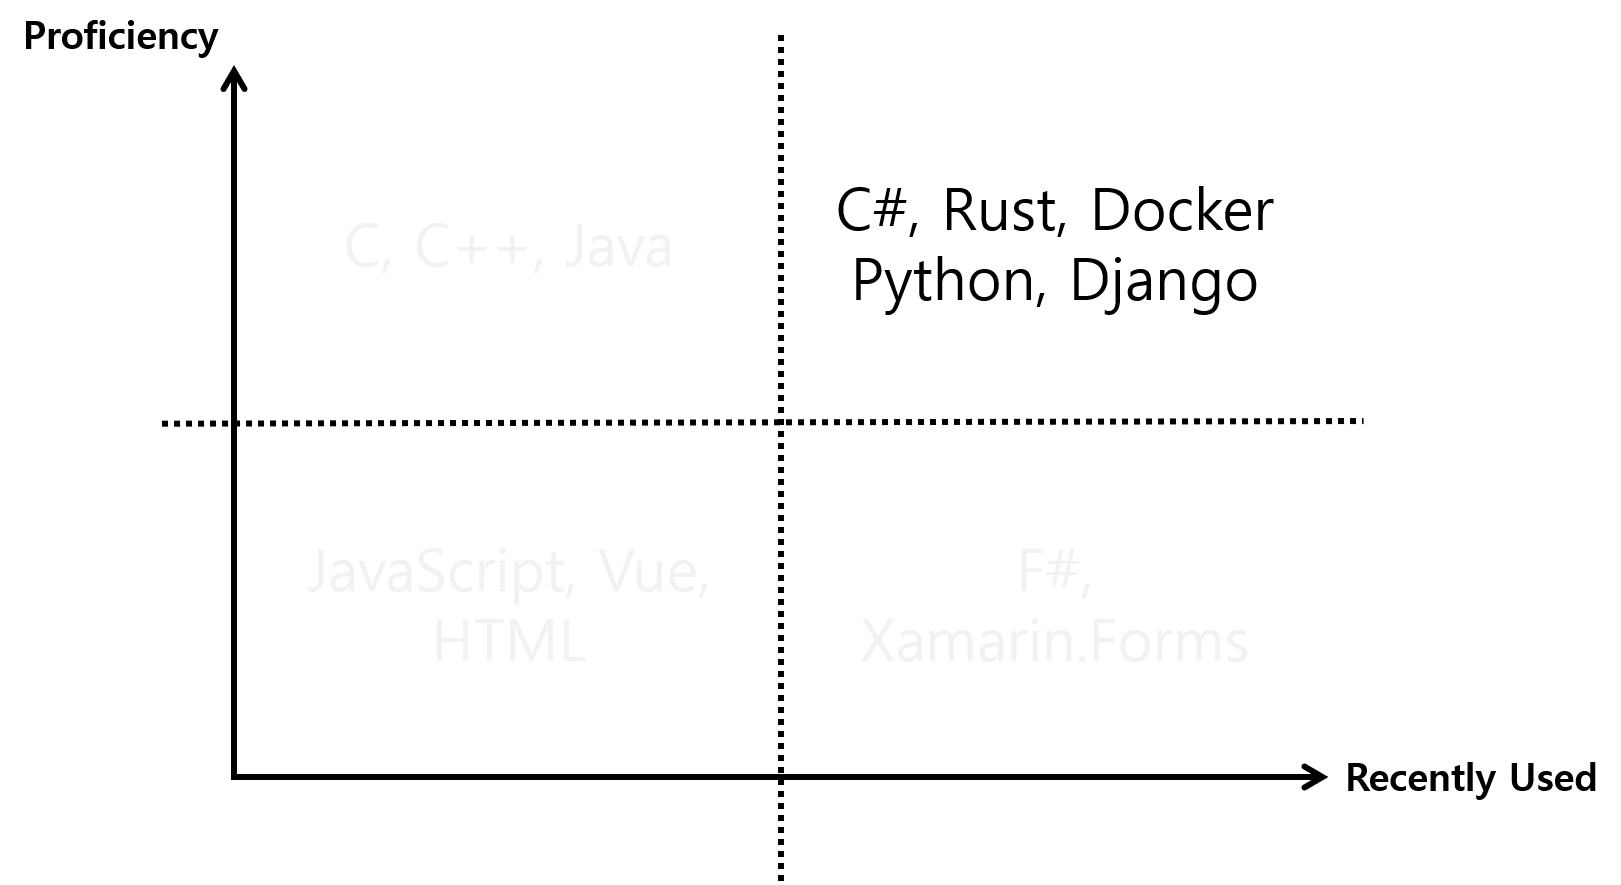 Proficiency
C, C++, Java
C#, Rust, Docker
Python, Django
JavaScript, Vue,
HTML
F#,
Xamarin.Forms
Recently Used